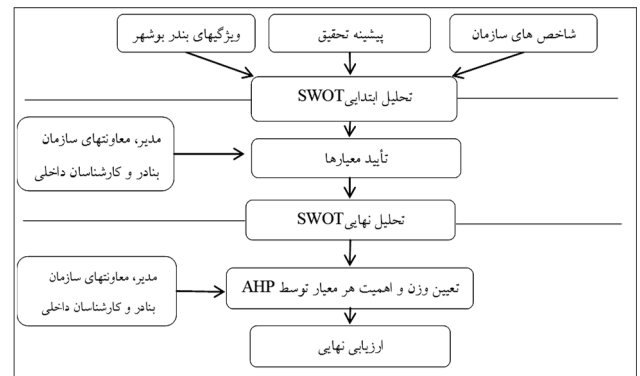 شاخص های سازمان
پیشینه تحقیق
ویژگیهای بندر بوشهر
تحلیل ابتدایی SWOT
مدیر، معاونتهای سازمان
بنادر و کارشناسان داخلی
تأیید معیارها
تحلیل نهایی SWOT
مدیر، معاونتهای سازمان
بنادر و کارشناسان داخلی
تعیین وزن و اهمیت هر معیار توسط AHP
ارزیابی نهایی